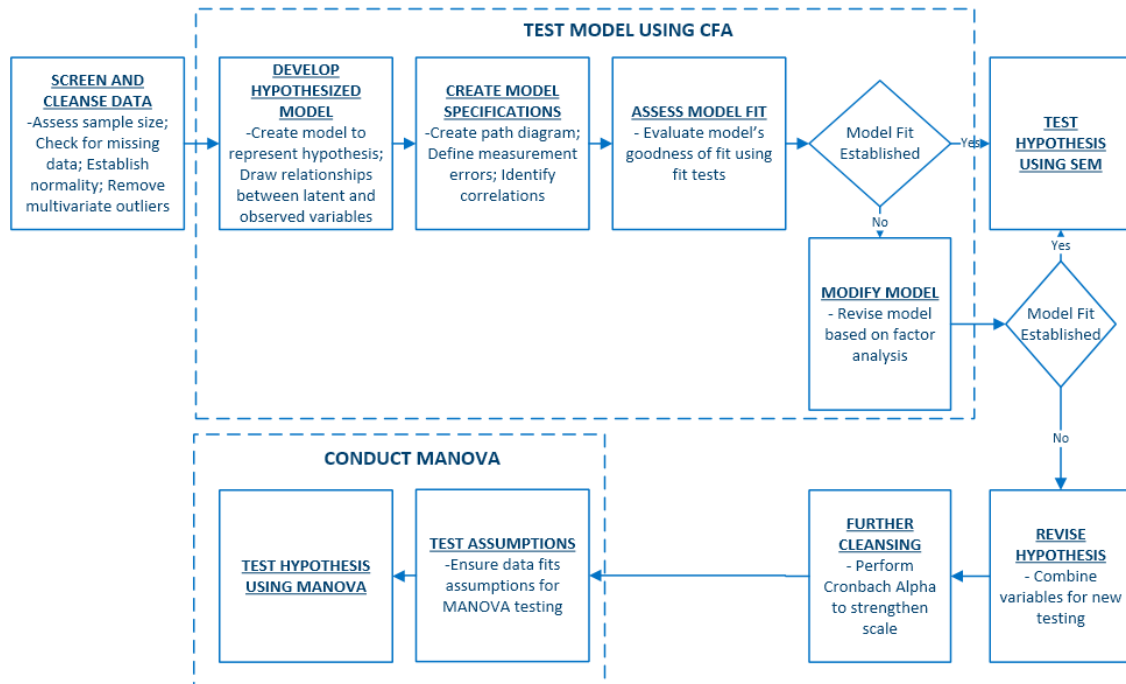 TEST MODEL USING CFA
SCREEN AND
CLEANSE DATA
-Assess sample size;
Check for missing
data; Establish
normality; Remove
multivariate outliers
DEVELOP
HYPOTHESIZED
MODEL
-Create model to
represent hypothesis;
Draw relationships
between latent and
observed variables
CREATE MODEL
SPECIFICATIONS
-Create path diagram;
Define measurement
errors; Identify
correlations
ASSESS MODEL FIT
- Evaluate model's
goodness of fit using
fit tests
Model Fit
Established
Yes
TEST
HYPOTHESIS
USING SEM
No
Yes
MODIFY MODEL
- Revise model
based on factor
analysis
Model Fit
Established
No
CONDUCT MANOVA
TEST HYPOTHESIS
USING MANOVA
TEST ASSUMPTIONS
-Ensure data fits
assumptions for
MANOVA testing
FURTHER
CLEANSING
- Perform
Cronbach Alpha
to strengthen
scale
REVISE
HYPOTHESIS
- Combine
variables for new
testing